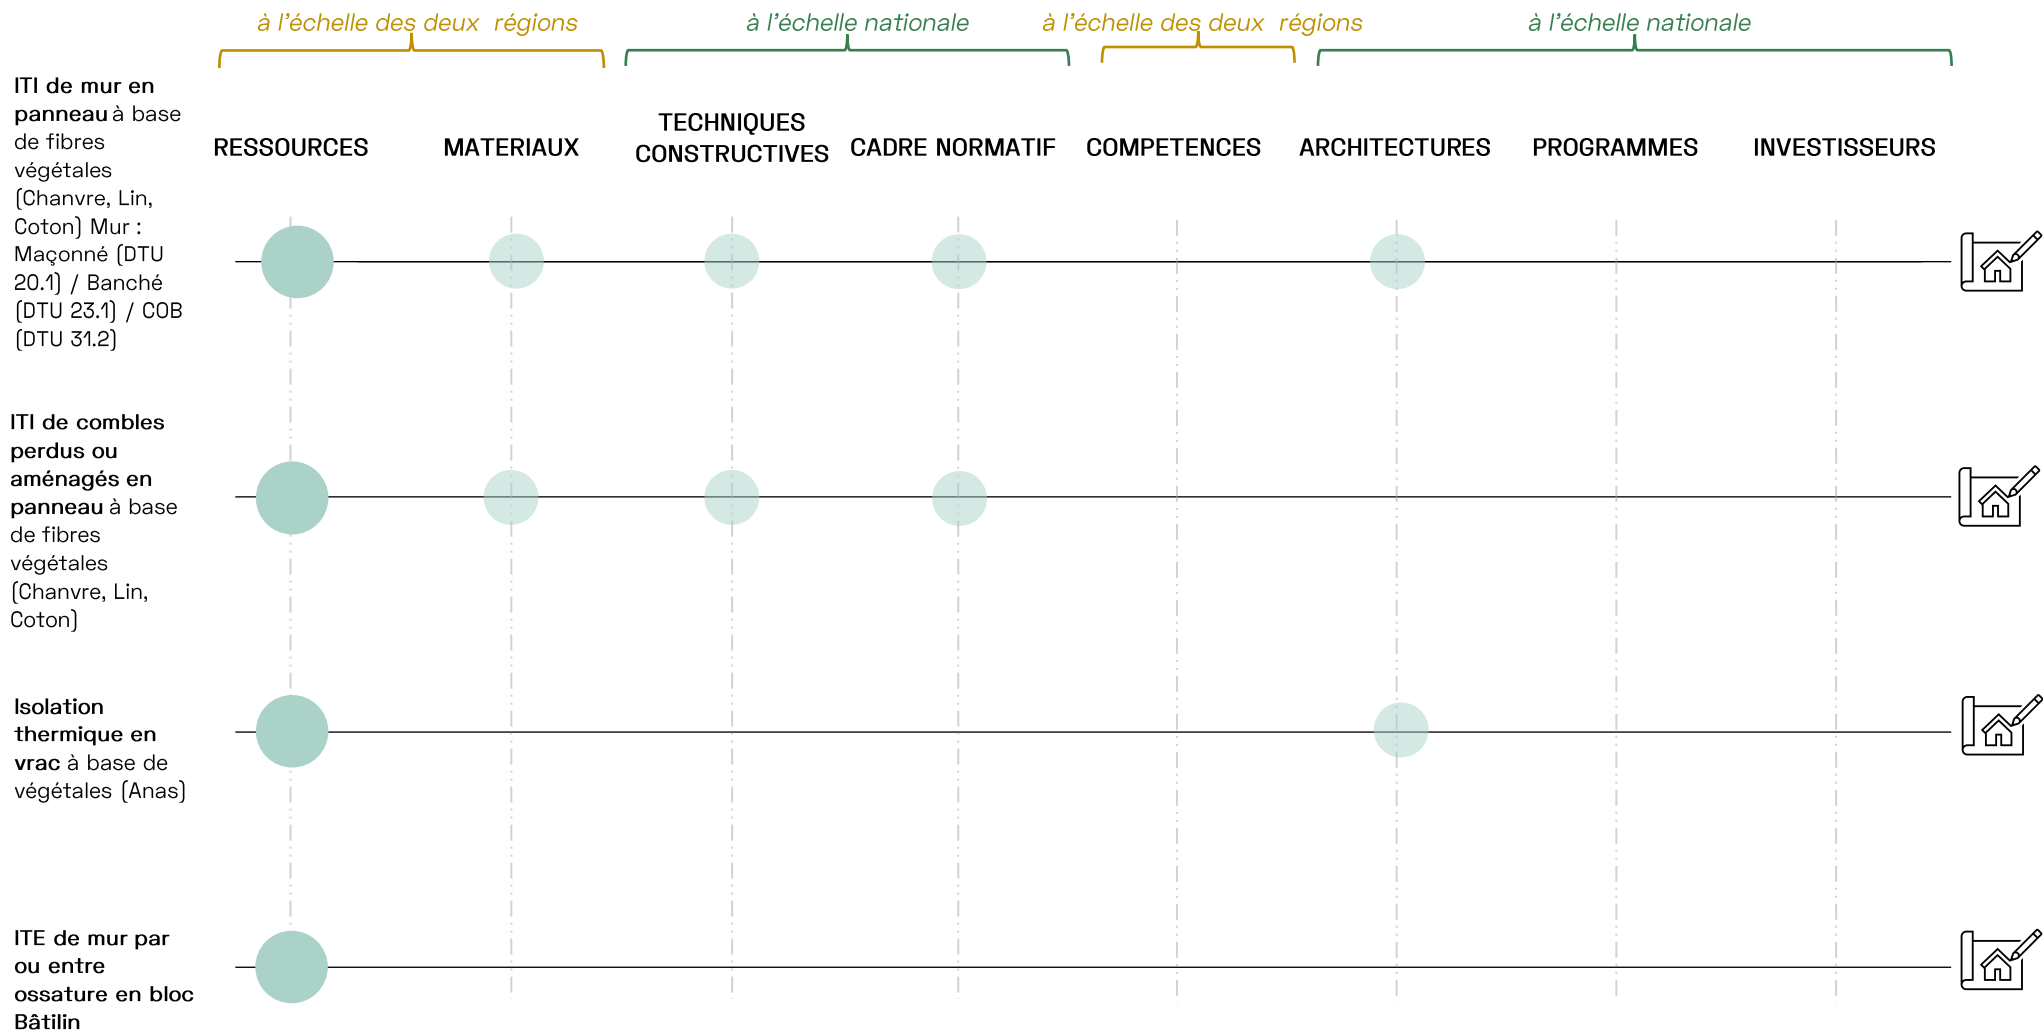 à l'échelle des deux  régions
à l'échelle nationale
à l'échelle des deux  régions
à l'échelle nationale
RESSOURCES
MATERIAUX
TECHNIQUES
CONSTRUCTIVES
CADRE NORMATIF
COMPETENCES
ARCHITECTURES
PROGRAMMES
INVESTISSEURS
ITI de mur en
panneau à base
de fibres
végétales
(Chanvre, Lin,
Coton) Mur :
Maçonné (DTU
20.1) / Banché
(DTU 23.1) / COB
(DTU 31.2)
ITI de combles
perdus ou
aménagés en
panneau à base
de fibres
végétales
(Chanvre, Lin,
Coton)
Isolation
thermique en
vrac à base de
végétales (Anas)
ITE de mur par
ou entre
ossature en bloc
Bâtilin